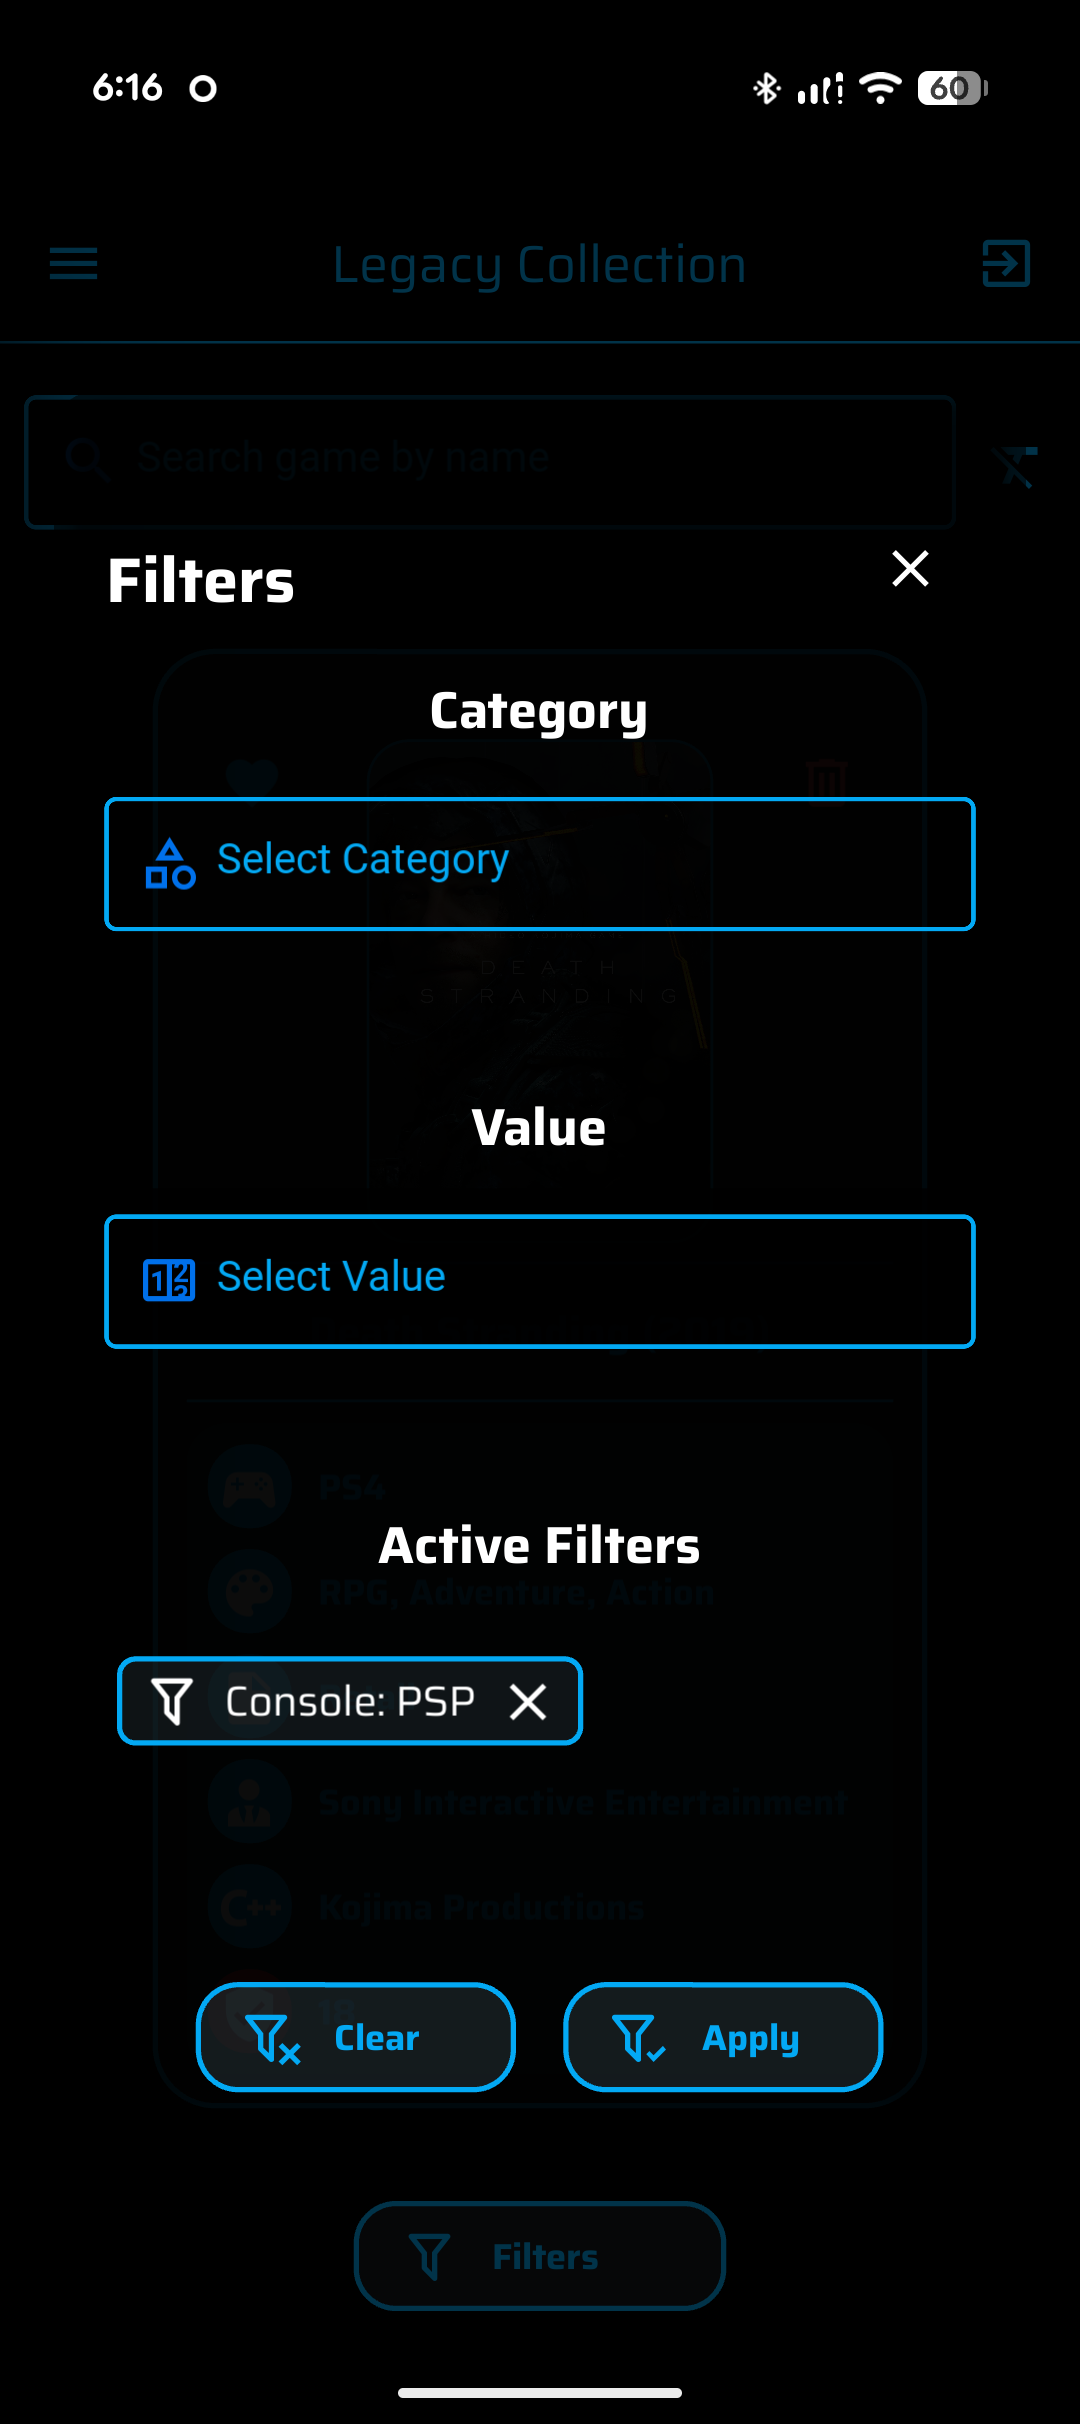 6:16
60
Legacy Collection
Search game by name
Filters
Category
Select Category
DEATH
STRANDING
Value
Select Value
PS4
Active Filters
RPG, Adventure, Action
Console: PSP
Sony Interactive Entertainment
Kojima Productions
18
Clear
Apply
Filters